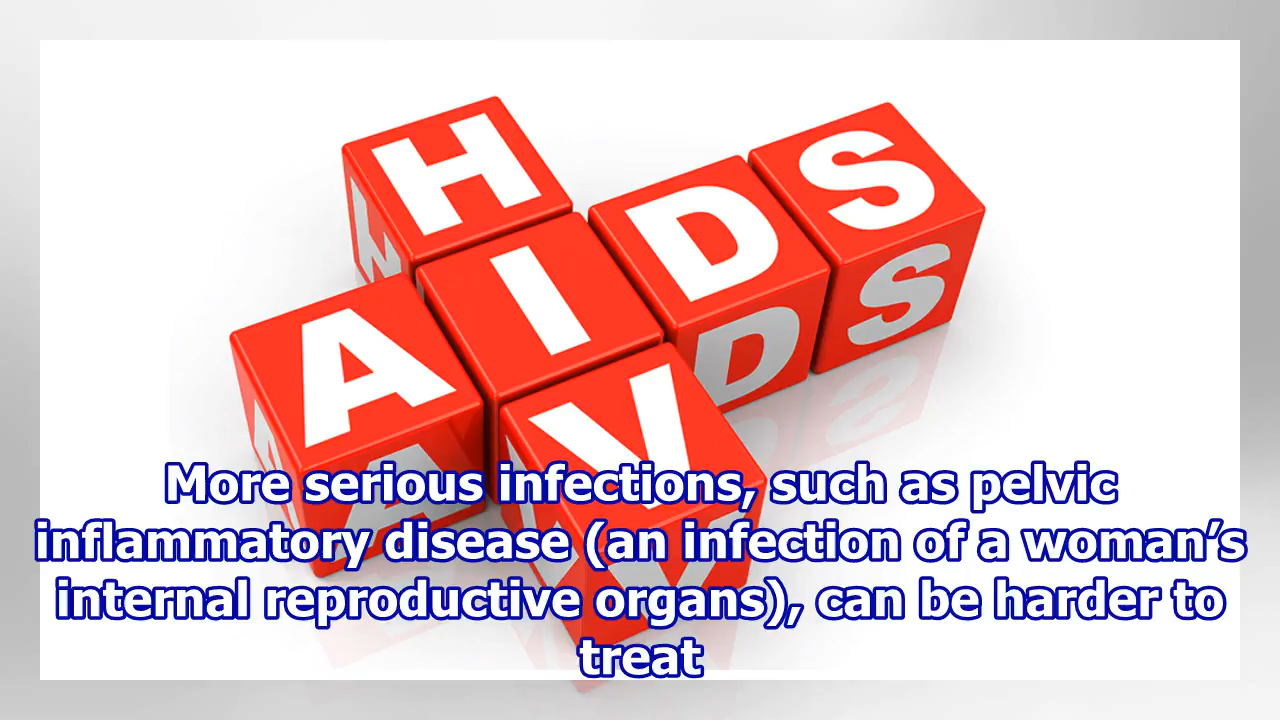 H
AIDS
V
More serious infections, such as pelvic
inflammatory disease (an infection of a woman’s
internal reproductive organs), can be harder to
treat